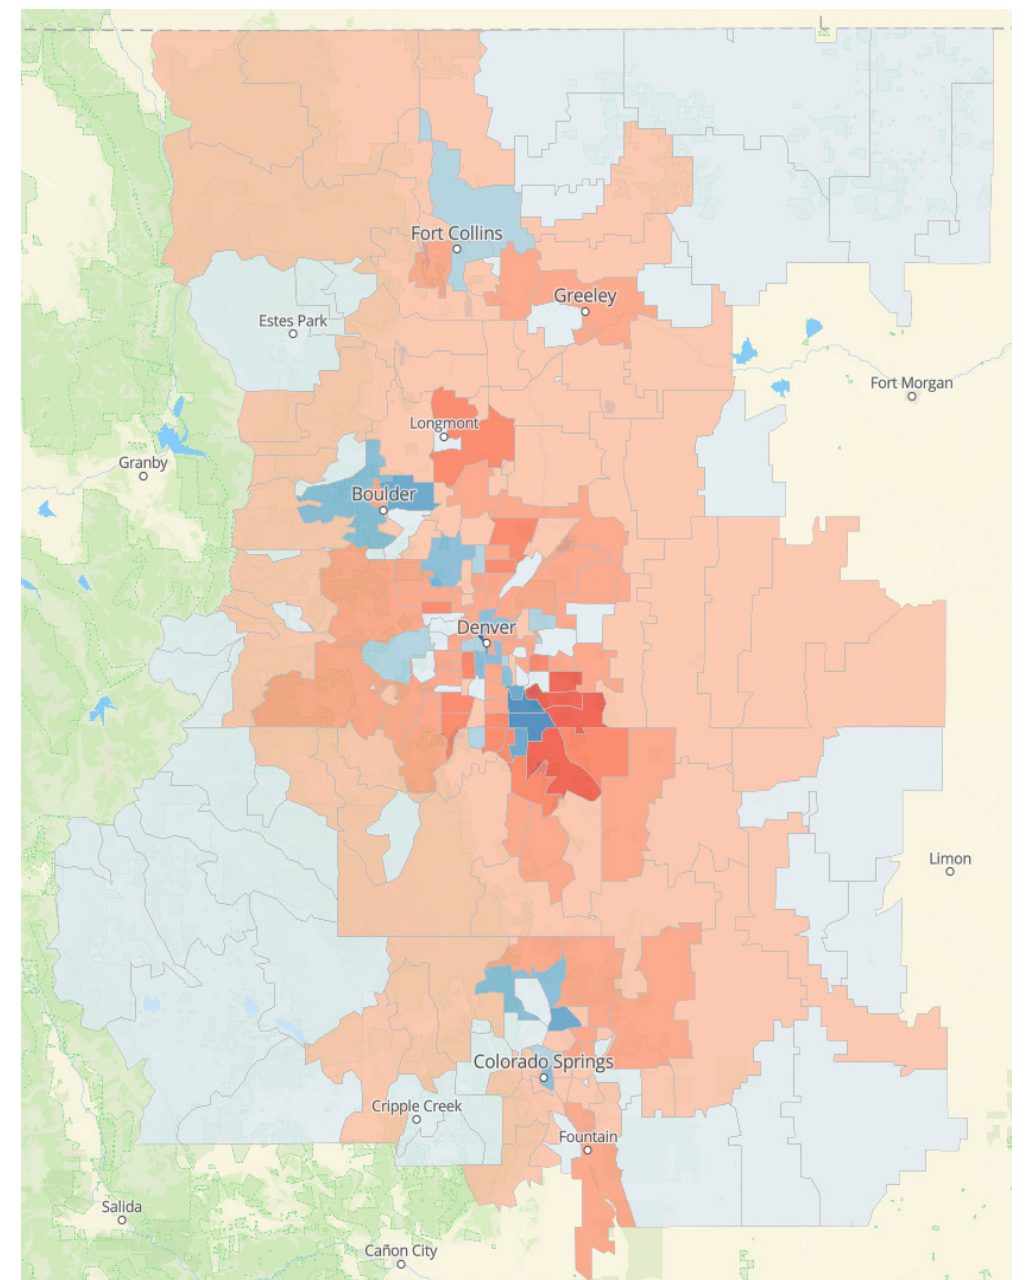 Fort Collins
Greeley
Estes Park
Fort Morgan
Longmont
Granby
Boulder
Denver
Limon
Colorado Springs
Cripple Creek
Fountain
Salida
Cañon City